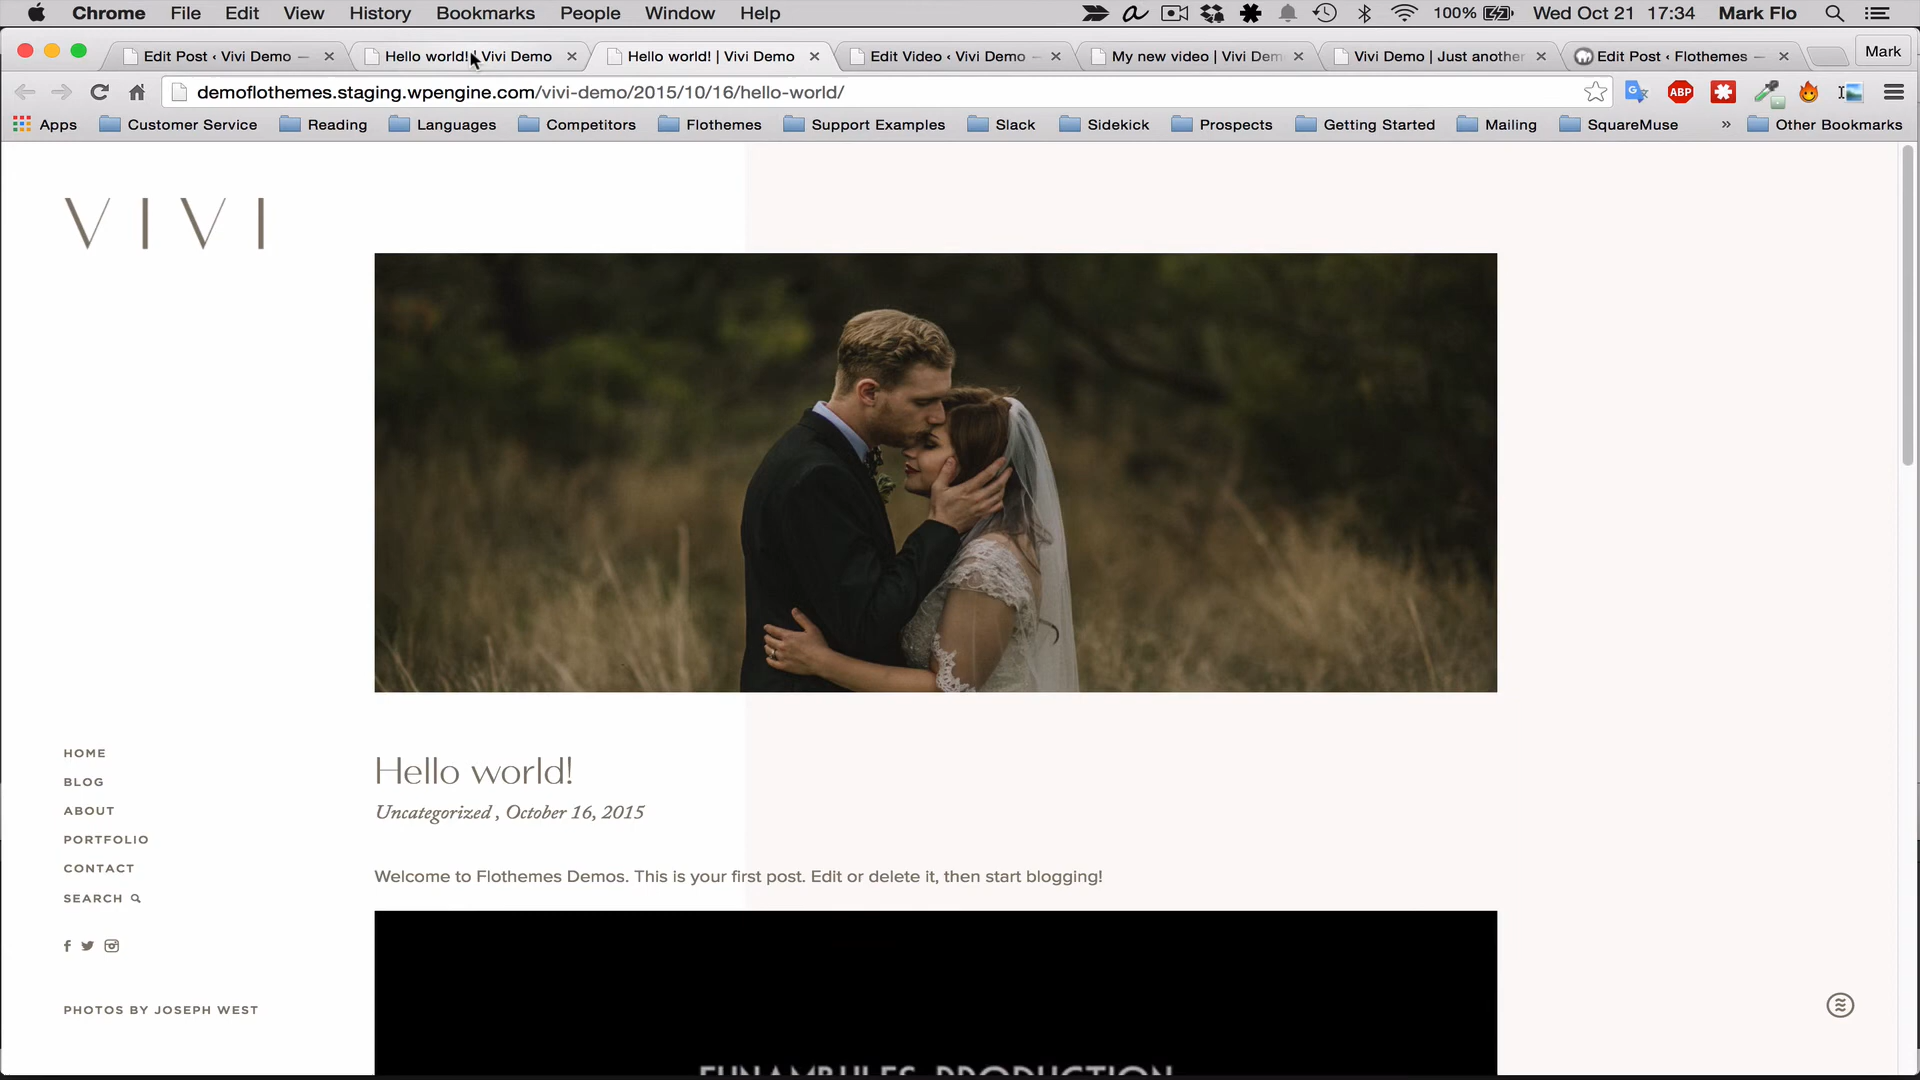 Chrome File Edit View History Bookmarks People Window Help 100% Wed Oct 21 17:34 Mark Flo
Edit Post ‹ Vivi Demo — Hello world! | Vivi Demo Hello world! | Vivi Demo Edit Video ‹ Vivi Demo — My new video | Vivi Dem Vivi Demo | Just another Edit Post ‹ Flothemes — Mark
demoflothemes.staging.wpengine.com/vivi-demo/2015/10/16/hello-world/ ABP
Apps Customer Service Reading Languages Competitors Flothemes Support Examples Slack Sidekick Prospects Getting Started Mailing SquareMuse » Other Bookmarks
VIVI
HOME
BLOG
ABOUT
PORTFOLIO
CONTACT
SEARCH
PHOTOS BY JOSEPH WEST
Hello world!
Uncategorized , October 16, 2015
Welcome to Flothemes Demos. This is your first post. Edit or delete it, then start blogging!
FUNAMBULES PRODUCTION